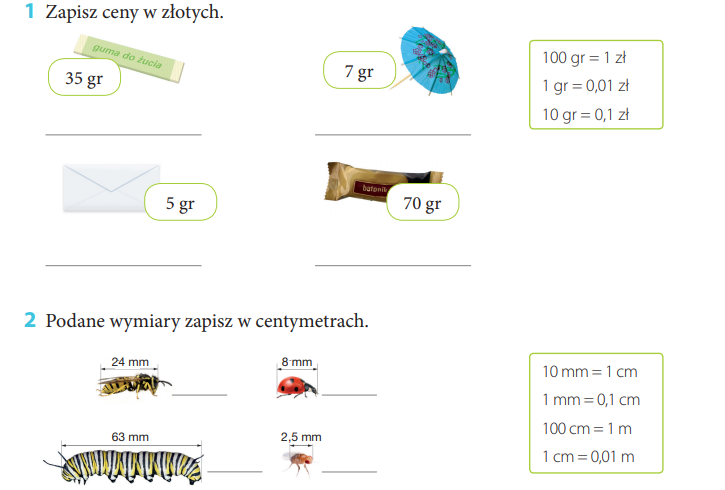 1 Zapisz ceny w złotych.
guma do żucia
35 gr
7 gr
100 gr = 1 zł
1 gr = 0,01 zł
10 gr = 0,1 zł
5 gr
batonik
70 gr
2 Podane wymiary zapisz w centymetrach.
24 mm
8 mm
63 mm
2,5 mm
10 mm = 1 cm
1 mm = 0,1 cm
100 cm = 1 m
1 cm = 0,01 m